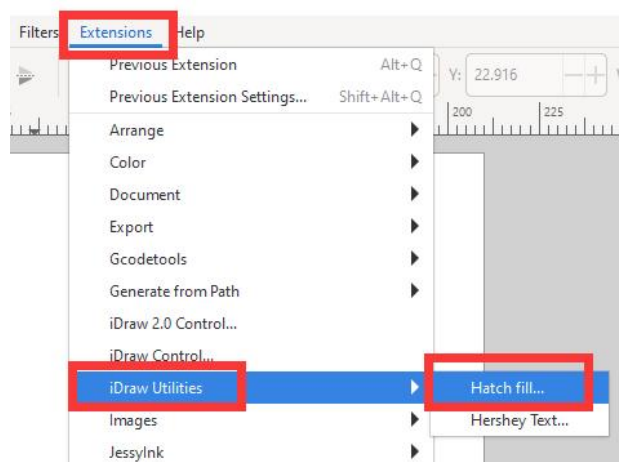 Filters Extensions Help
Previous Extension Alt+Q
Previous Extension Settings... Shift+Alt+Q
Y: 22.916
200 225
Arrange
Color
Document
Export
Gcodetools
Generate from Path
iDraw 2.0 Control...
iDraw Control...
iDraw Utilities
Hatch fill...
Images
Hershey Text...
JessyInk